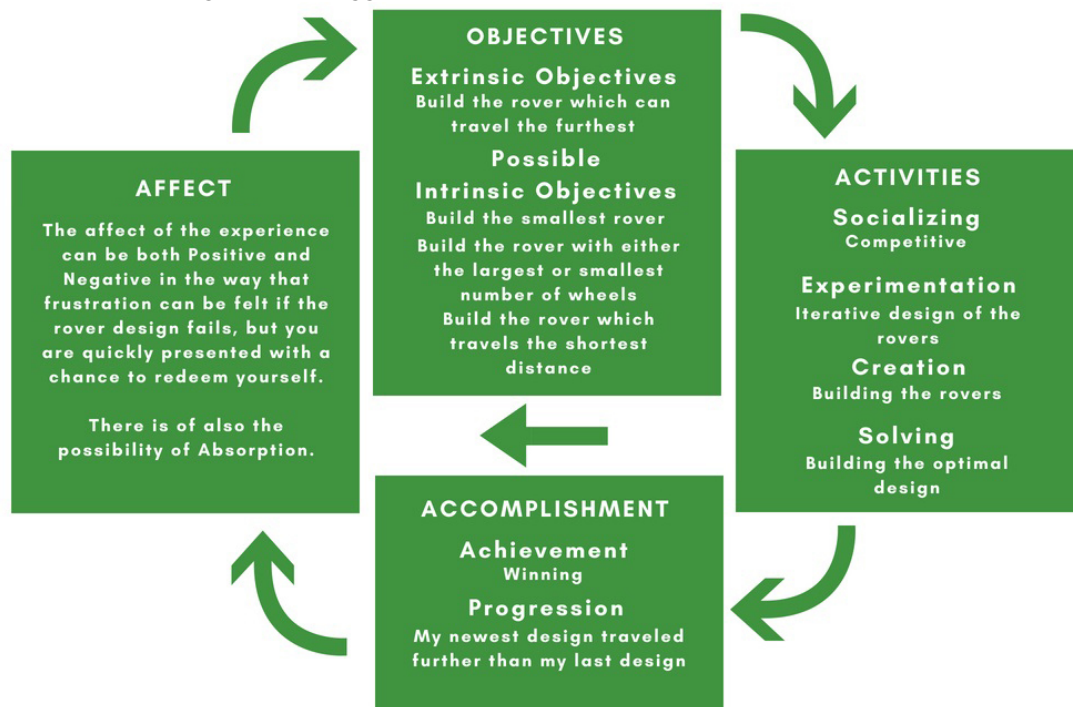 OBJECTIVES
Extrinsic Objectives
Build the rover which can
travel the furthest
Possible
Intrinsic Objectives
Build the smallest rover
Build the rover with either
the largest or smallest
number of wheels
Build the rover which
travels the shortest
distance
ACTIVITIES
Socializing
Competitive
Experimentation
Iterative design of the
rovers
Creation
Building the rovers
Solving
Building the optimal
design
ACCOMPLISHMENT
Achievement
Winning
Progression
My newest design traveled
further than my last design
AFFECT
The affect of the experience
can be both Positive and
Negative in the way that
frustration can be felt if the
rover design fails, but you
are quickly presented with a
chance to redeem yourself.
There is of also the
possibility of Absorption.